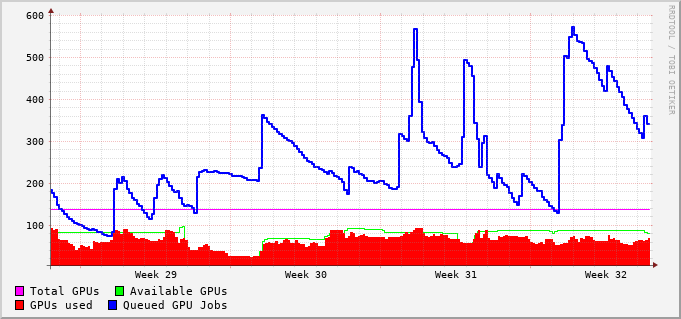 600
500
400
300
200
100
Week 29 Week 30 Week 31 Week 32
Total GPUs Available GPUs
GPUs used Queued GPU Jobs
RRDTOOL / TOBI OETIKER